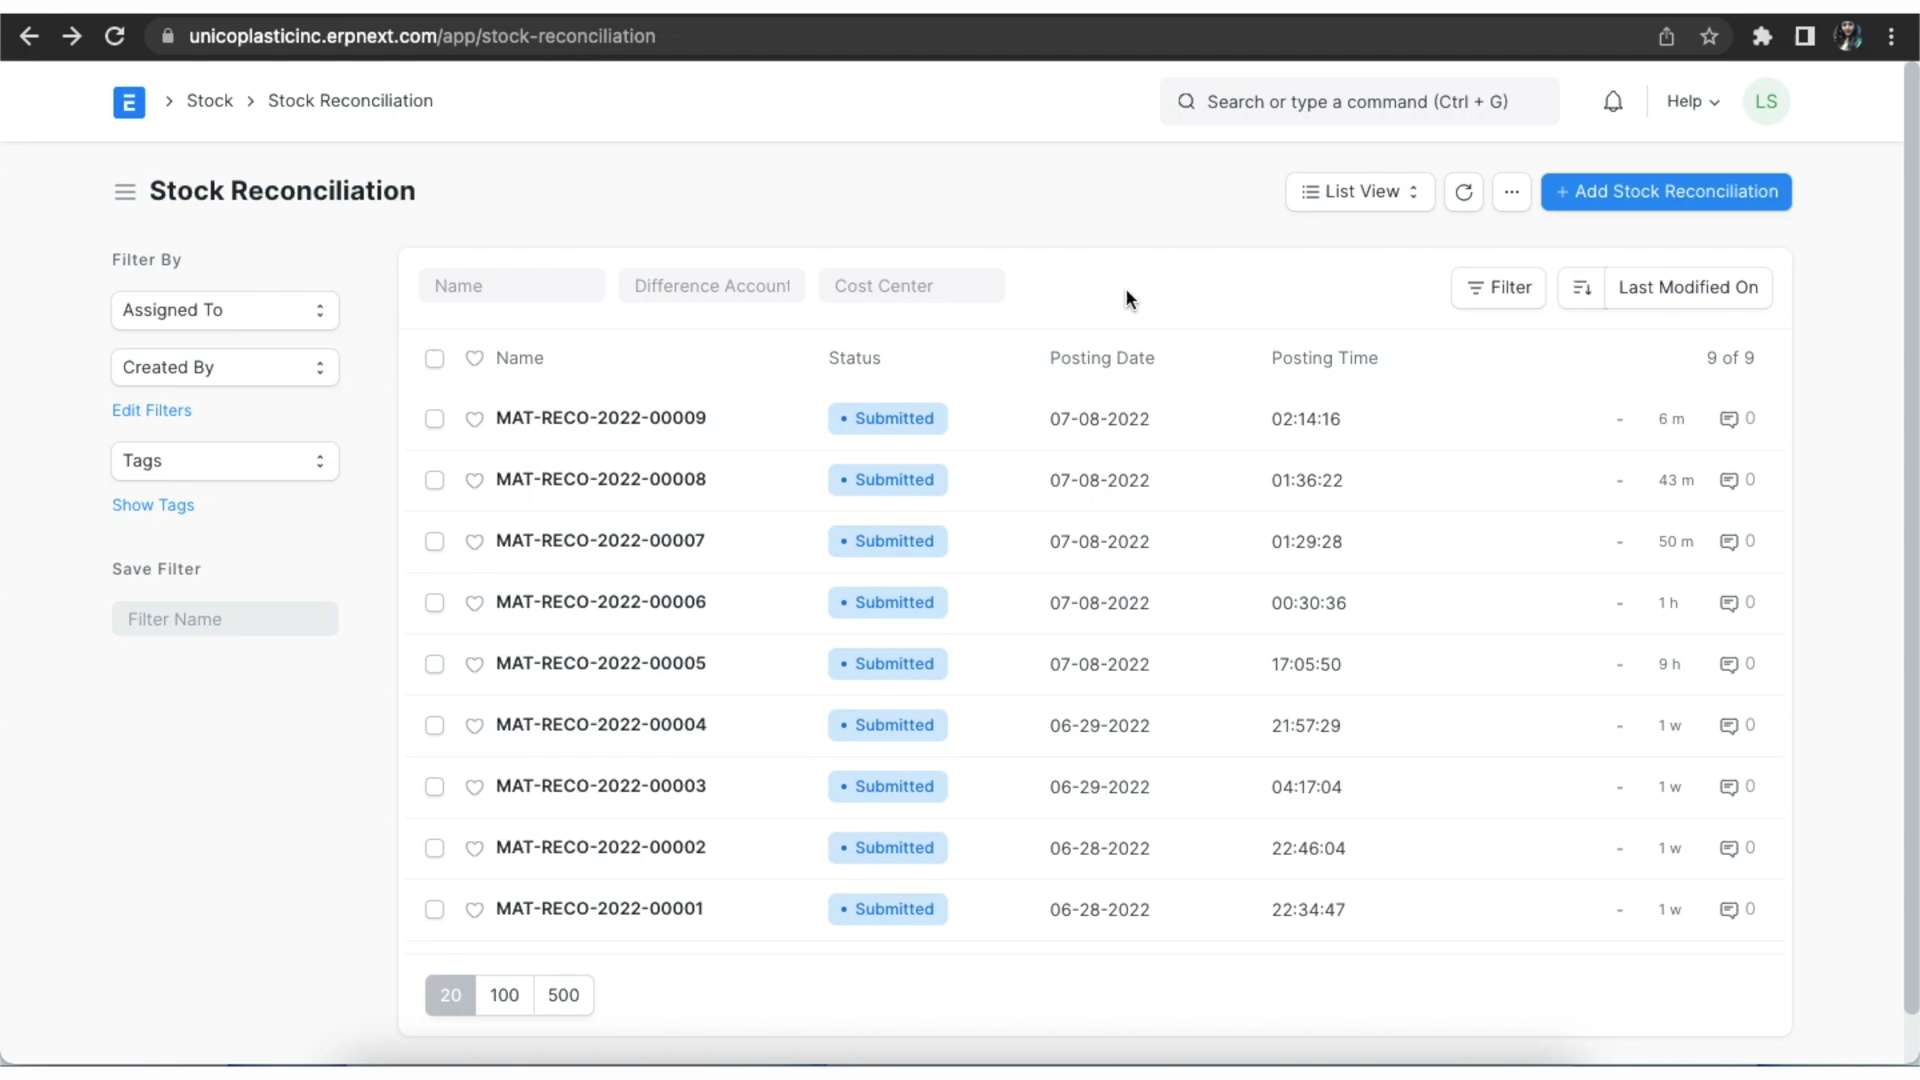 unicoplasticinc.erpnext.com/app/stock-reconciliation
E Stock Stock Reconciliation Search or type a command (Ctrl + G) Help LS
Stock Reconciliation List View + Add Stock Reconciliation
Filter By
Assigned To
Created By
Edit Filters
Tags
Show Tags
Save Filter
Filter Name
Name Difference Account Cost Center Filter Last Modified On
Name Status Posting Date Posting Time 9 of 9
MAT-RECO-2022-00009 • Submitted 07-08-2022 02:14:16 - 6 m 0
MAT-RECO-2022-00008 • Submitted 07-08-2022 01:36:22 - 43 m 0
MAT-RECO-2022-00007 • Submitted 07-08-2022 01:29:28 - 50 m 0
MAT-RECO-2022-00006 • Submitted 07-08-2022 00:30:36 - 1 h 0
MAT-RECO-2022-00005 • Submitted 07-08-2022 17:05:50 - 9 h 0
MAT-RECO-2022-00004 • Submitted 06-29-2022 21:57:29 - 1 w 0
MAT-RECO-2022-00003 • Submitted 06-29-2022 04:17:04 - 1 w 0
MAT-RECO-2022-00002 • Submitted 06-28-2022 22:46:04 - 1 w 0
MAT-RECO-2022-00001 • Submitted 06-28-2022 22:34:47 - 1 w 0
20 100 500